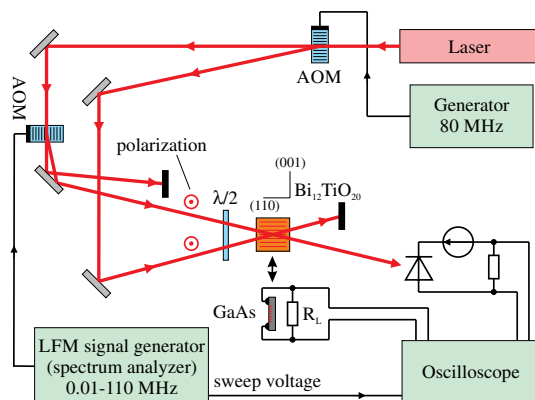 Laser
AOM
Generator
80 MHz
AOM
polarization
(001)
λ/2
Bi₁₂TiO₂₀
(110)
GaAs
R_L
LFM signal generator
(spectrum analyzer)
0.01-110 MHz
sweep voltage
Oscilloscope